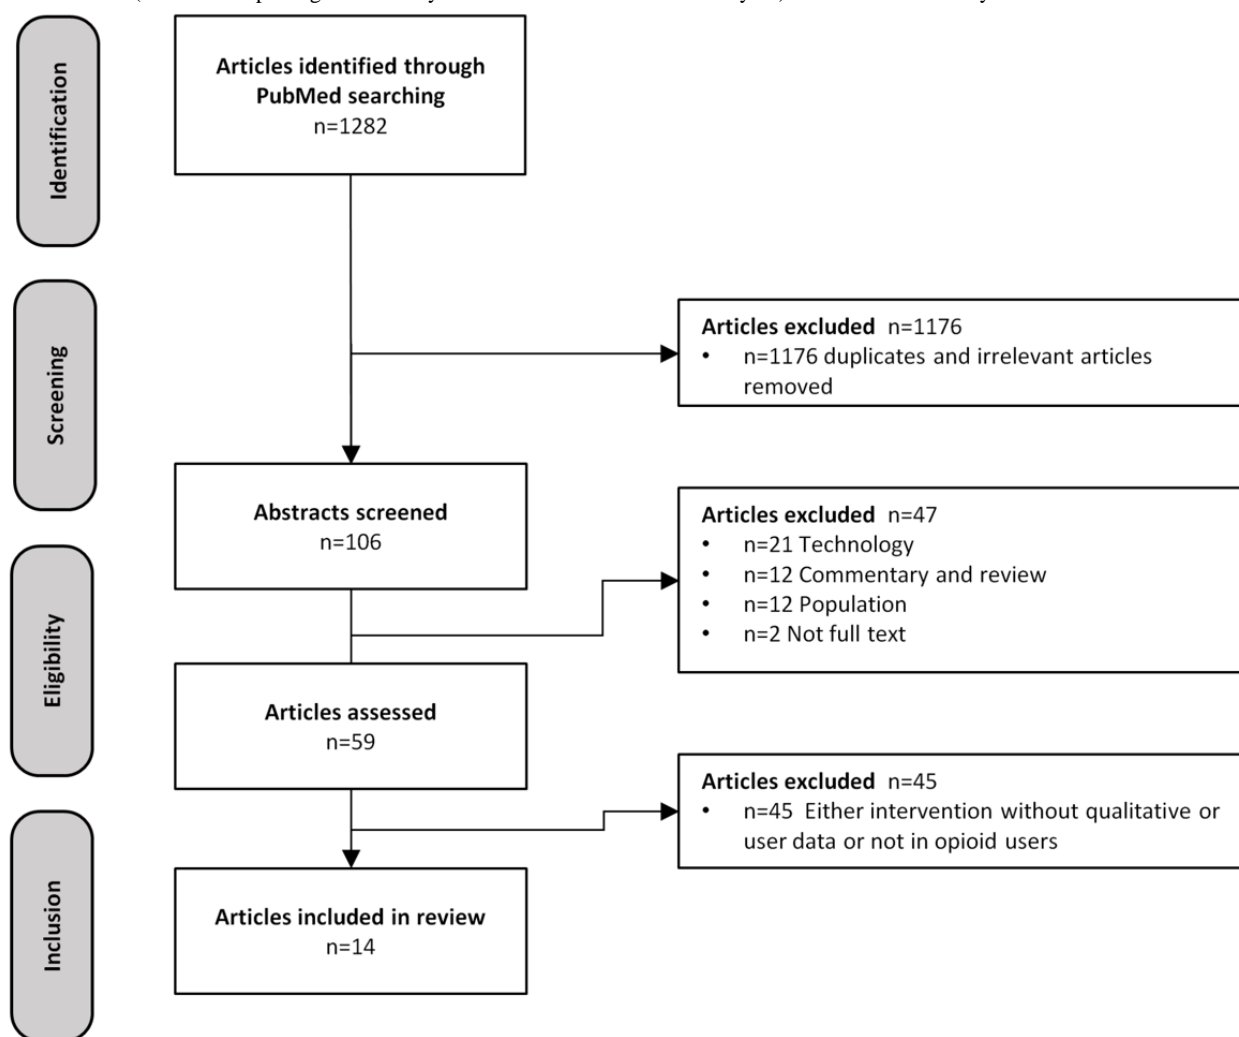 Identification
Articles identified through
PubMed searching
n=1282
Screening
Articles excluded n=1176
• n=1176 duplicates and irrelevant articles
removed
Abstracts screened
n=106
Articles excluded n=47
• n=21 Technology
• n=12 Commentary and review
• n=12 Population
• n=2 Not full text
Eligibility
Articles assessed
n=59
Articles excluded n=45
• n=45 Either intervention without qualitative or
user data or not in opioid users
Inclusion
Articles included in review
n=14